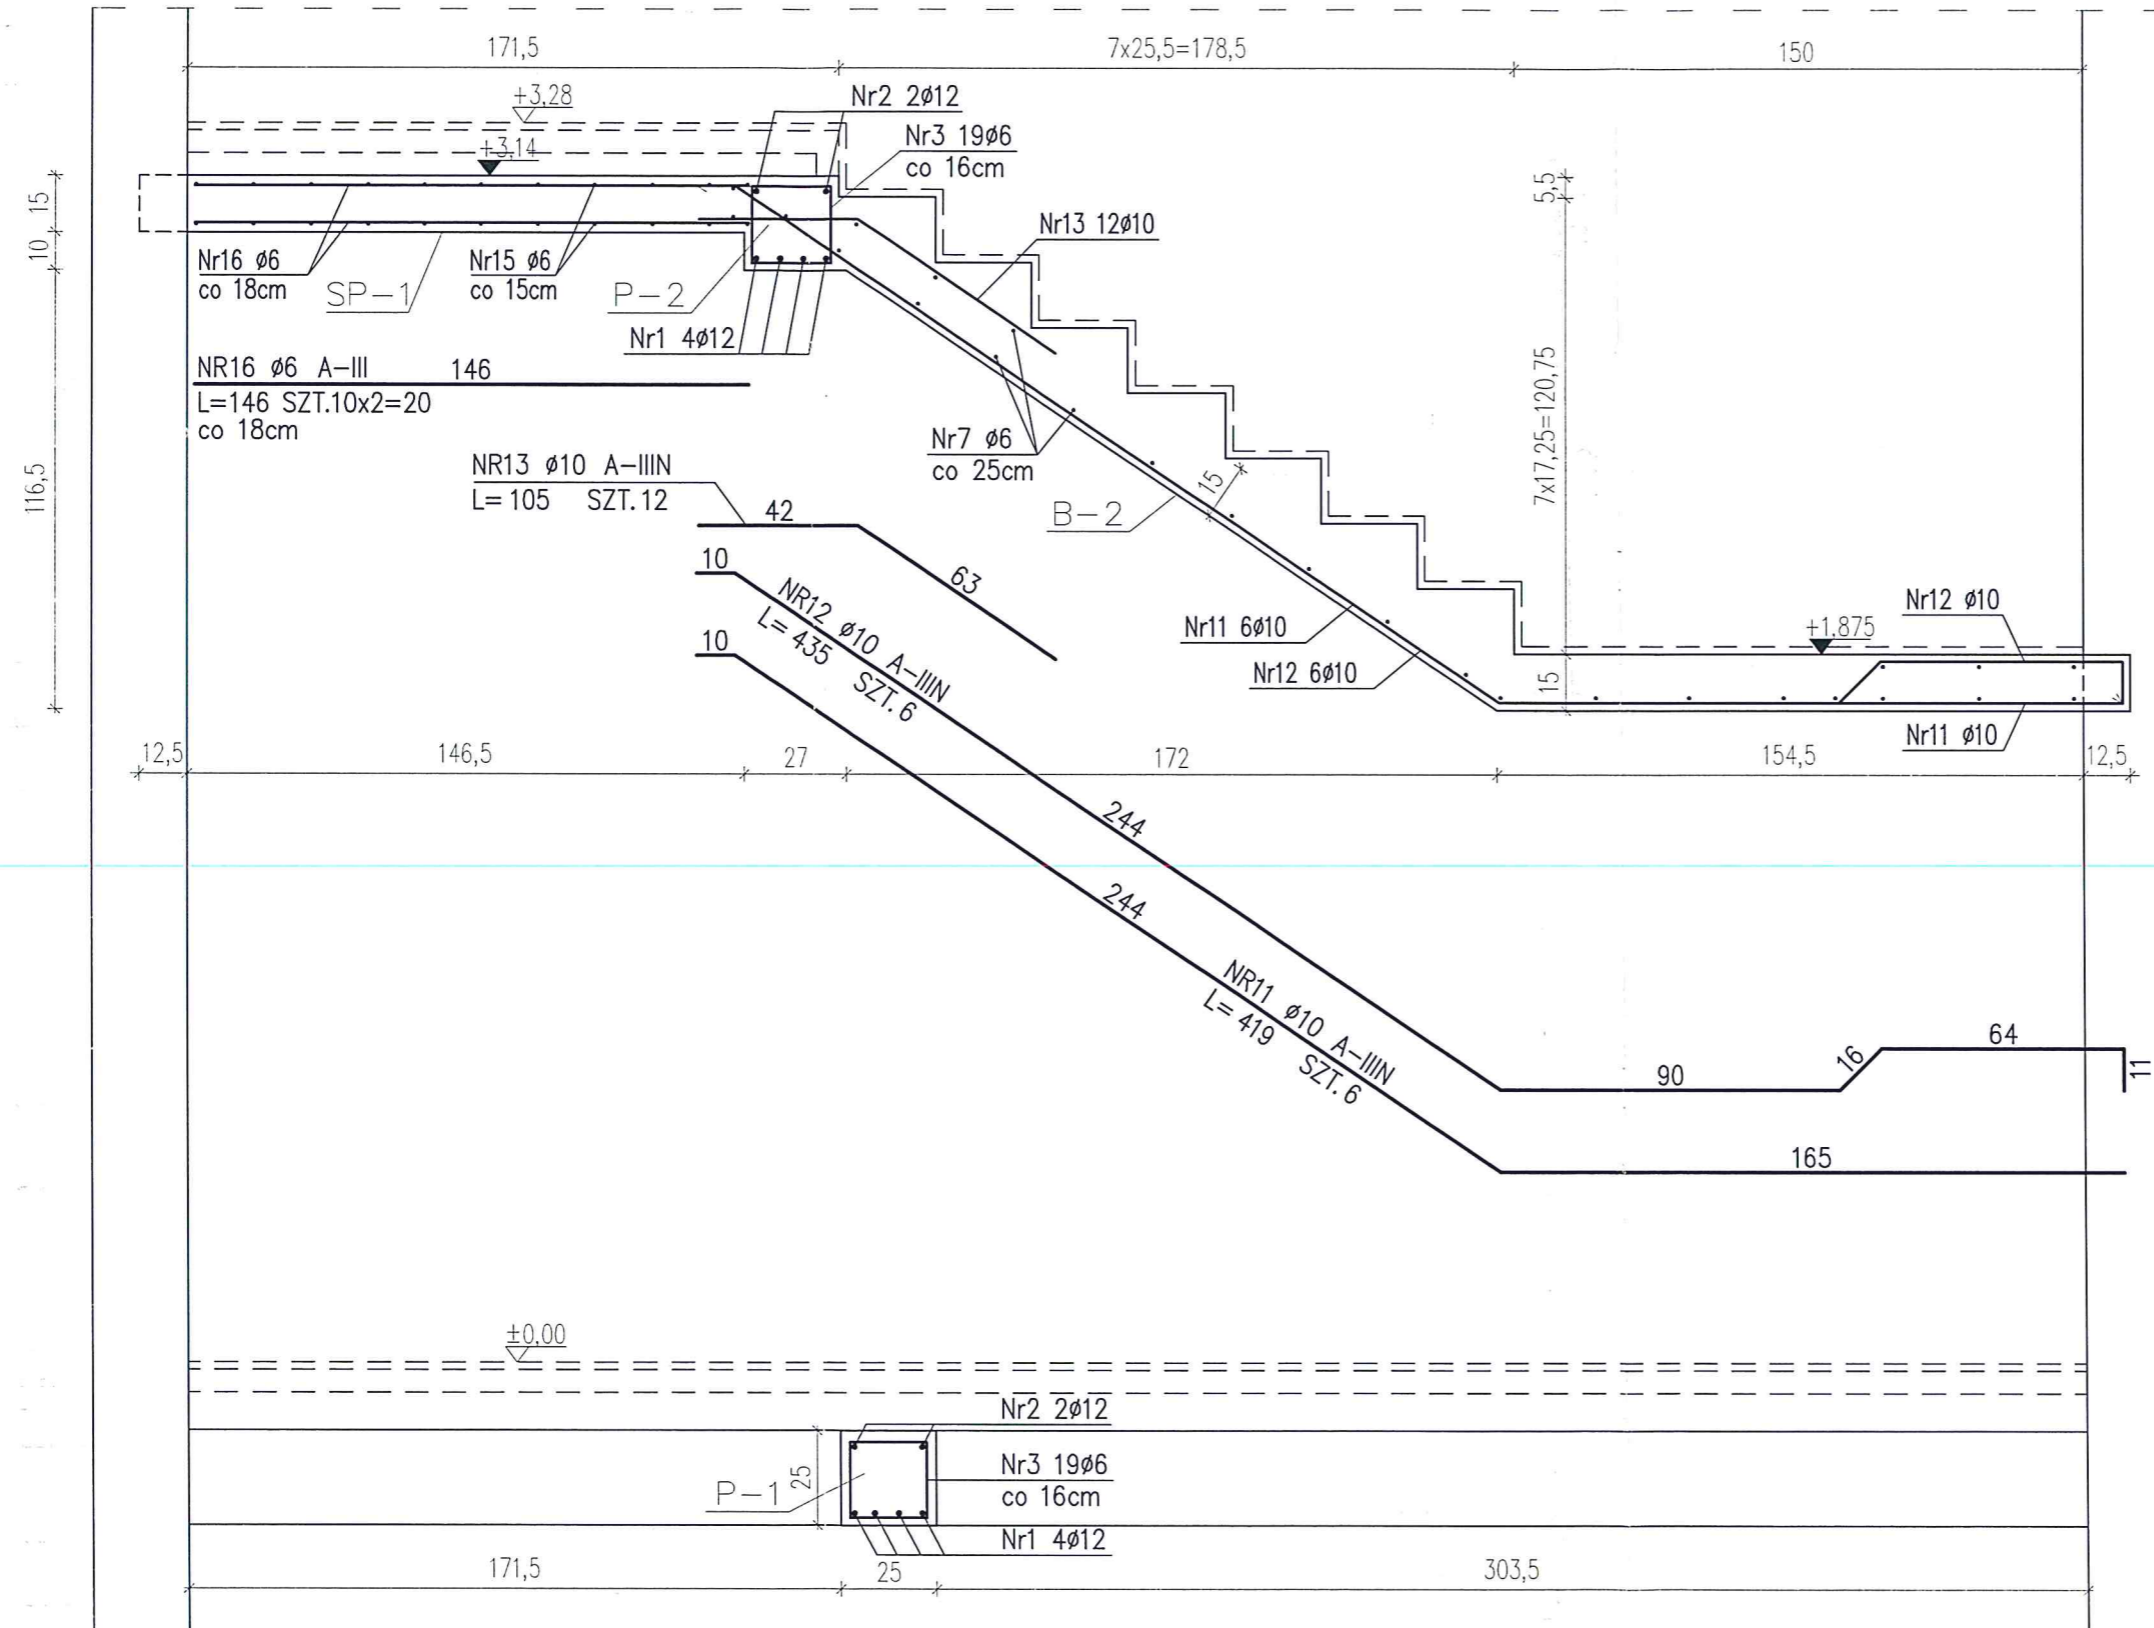 171,5
7x25,5=178,5
150
+3,28
Nr2 2ø12
+3,14
Nr3 19ø6
co 16cm
5,5
15
10
Nr13 12ø10
Nr16 ø6
co 18cm
SP-1
Nr15 ø6
co 15cm
P-2
Nr1 4ø12
NR16 ø6 A-III
146
L=146 SZT.10x2=20
co 18cm
7x17,25=120,75
Nr7 ø6
co 25cm
116,5
NR13 ø10 A-IIIN
L= 105 SZT. 12
42
15
B-2
10
63
NR12 ø10 A-IIIN
L= 435 SZT. 6
10
Nr11 6ø10
Nr12 6ø10
Nr12 ø10
+1,875
15
Nr11 ø10
12,5
146,5
27
172
154,5
12,5
244
244
NR11 ø10 A-IIIN
L= 419 SZT. 6
90
16
64
11
165
±0,00
Nr2 2ø12
25
P-1
Nr3 19ø6
co 16cm
Nr1 4ø12
171,5
25
303,5